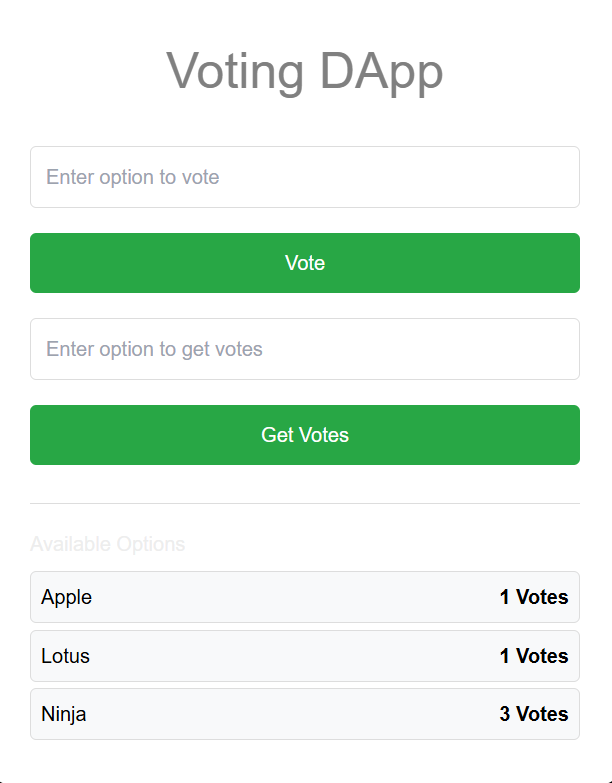 Voting DApp
Enter option to vote
Vote
Enter option to get votes
Get Votes
Available Options
Apple 1 Votes
Lotus 1 Votes
Ninja 3 Votes